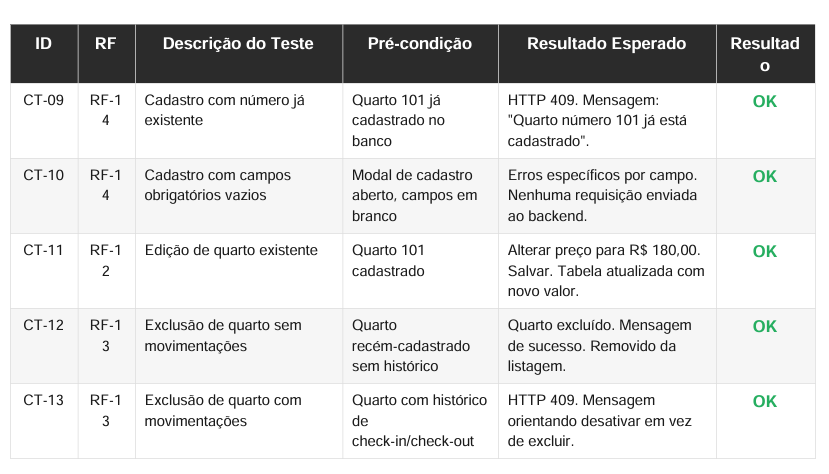 ID RF Descrição do Teste Pré-condição Resultado Esperado Resultad
o
CT-09 RF-1 Cadastro com número já Quarto 101 já HTTP 409. Mensagem: OK
4 existente cadastrado no "Quarto número 101 já está
banco cadastrado".
CT-10 RF-1 Cadastro com campos Modal de cadastro Erros específicos por campo. OK
4 obrigatórios vazios aberto, campos em Nenhuma requisição enviada
branco ao backend.
CT-11 RF-1 Edição de quarto existente Quarto 101 Alterar preço para R$ 180,00. OK
2 cadastrado Salvar. Tabela atualizada com
novo valor.
CT-12 RF-1 Exclusão de quarto sem Quarto Quarto excluído. Mensagem OK
3 movimentações recém-cadastrado de sucesso. Removido da
sem histórico listagem.
CT-13 RF-1 Exclusão de quarto com Quarto com histórico HTTP 409. Mensagem OK
3 movimentações de orientando desativar em vez
check-in/check-out de excluir.